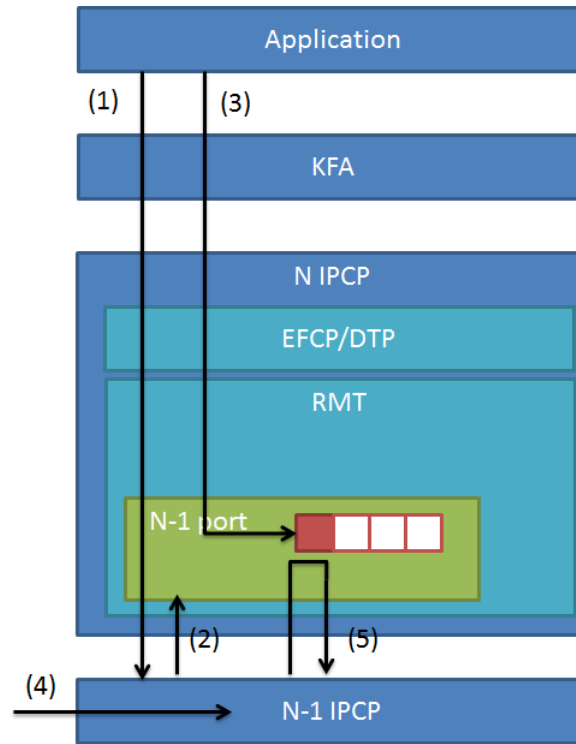 Application
(1)
(3)
KFA
N IPCP
EFCP/DTP
RMT
N-1 port
(2)
(5)
(4)
N-1 IPCP